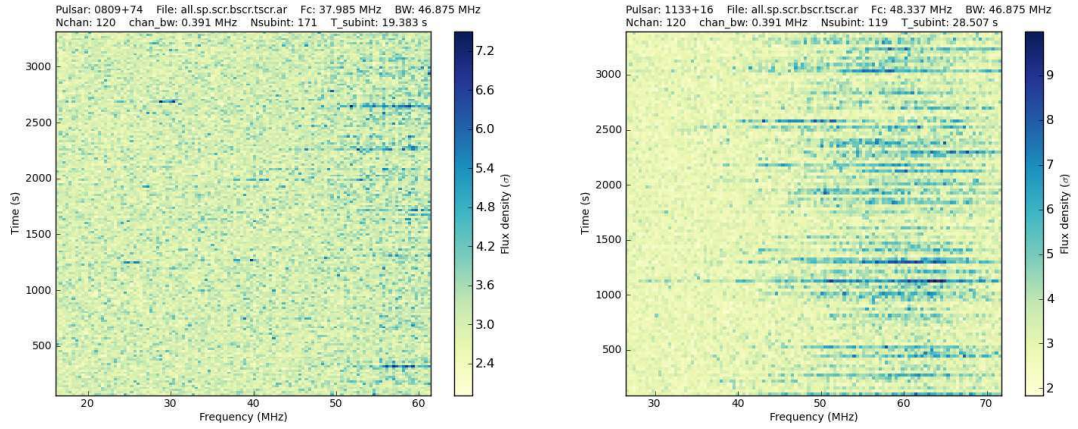 Pulsar: 0809+74 File: all.sp.scr.bscr.tscr.ar Fc: 37.985 MHz BW: 46.875 MHz
Nchan: 120 chan_bw: 0.391 MHz Nsubint: 171 T_subint: 19.383 s
3000
2500
2000
1500
1000
500
Time (s)
20 30 40 50 60
Frequency (MHz)
7.2
6.6
6.0
5.4
4.8
4.2
3.6
3.0
2.4
Flux density (σ)
Pulsar: 1133+16 File: all.sp.scr.bscr.tscr.ar Fc: 48.337 MHz BW: 46.875 MHz
Nchan: 120 chan_bw: 0.391 MHz Nsubint: 119 T_subint: 28.507 s
3000
2500
2000
1500
1000
500
Time (s)
30 40 50 60 70
Frequency (MHz)
9
8
7
6
5
4
3
2
Flux density (σ)